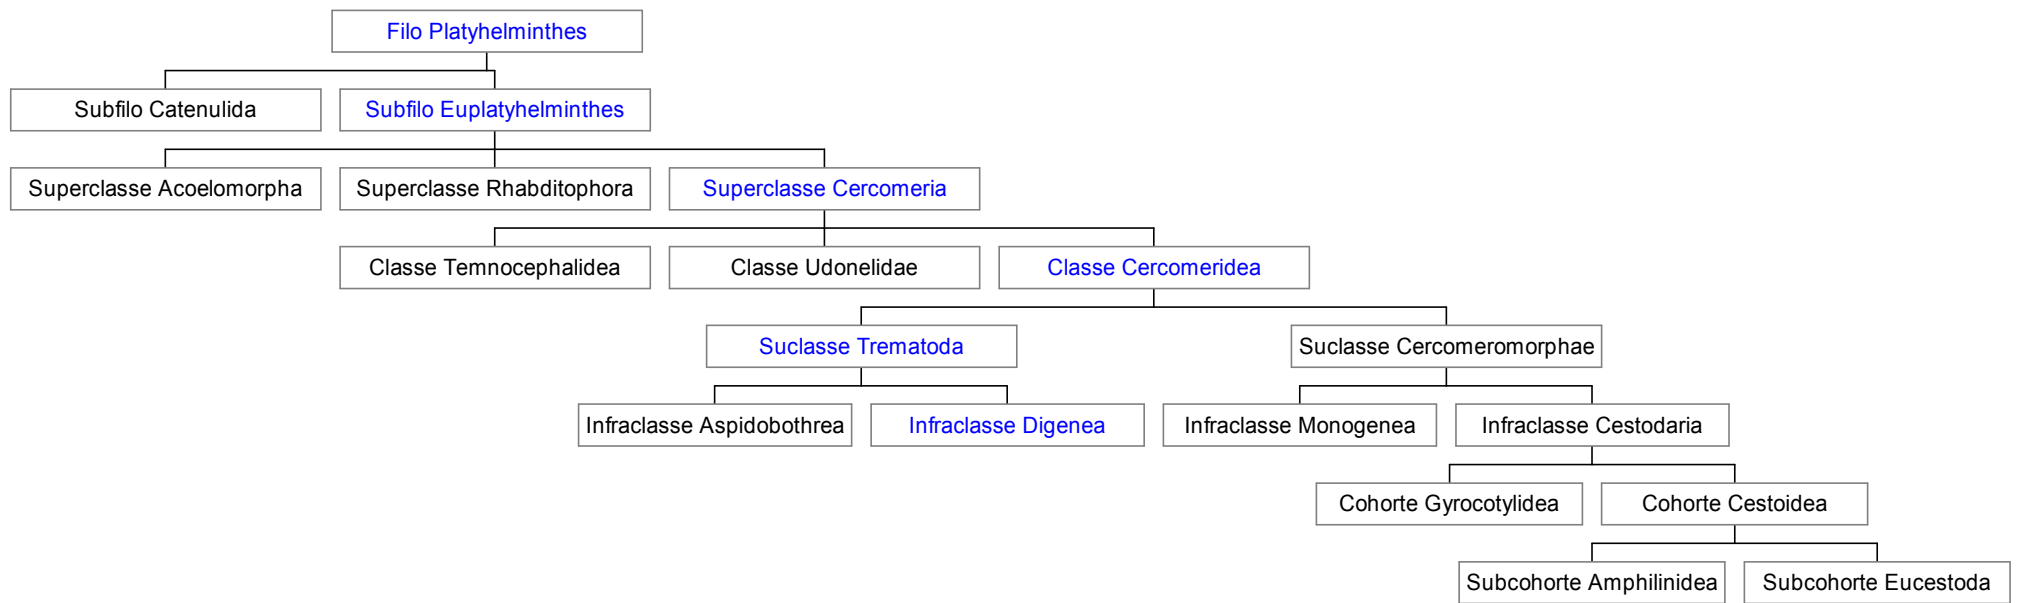 Filo Platyhelminthes
Subfilo Catenulida
Subfilo Euplatyhelminthes
Superclasse Acoelomorpha
Superclasse Rhabditophora
Superclasse Cercomeria
Classe Temnocephalidea
Classe Udonelidae
Classe Cercomeridea
Suclasse Trematoda
Suclasse Cercomeromorphae
Infraclasse Aspidobothrea
Infraclasse Digenea
Infraclasse Monogenea
Infraclasse Cestodaria
Cohorte Gyrocotylidea
Cohorte Cestoidea
Subcohorte Amphilinidea
Subcohorte Eucestoda